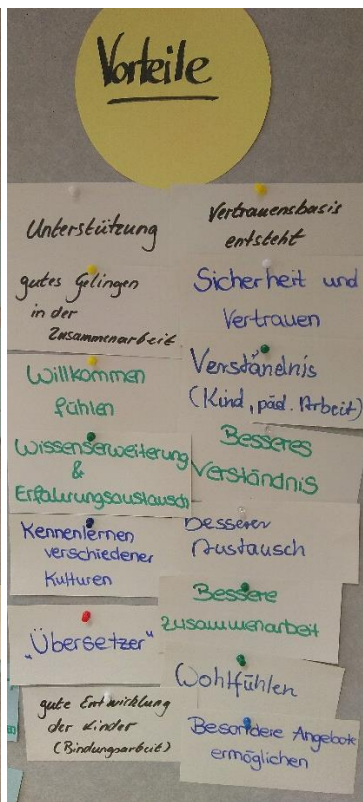 Vorteile
Unterstützung
gutes Gelingen
in der
Zusammenarbeit
Willkommen
fühlen
Wissenserweiterung
&
Erfahrungsaustausch
Kennenlernen
verschiedener
Kulturen
„Übersetzer“
gute Entwicklung
der Kinder
(Bindungsarbeit)
Vertrauensbasis
entsteht
Sicherheit und
Vertrauen
Verständnis
(Kind, päd. Arbeit)
Besseres
Verständnis
Besserer
Austausch
Bessere
Zusammenarbeit
Wohlfühlen
Besondere Angebote
ermöglichen